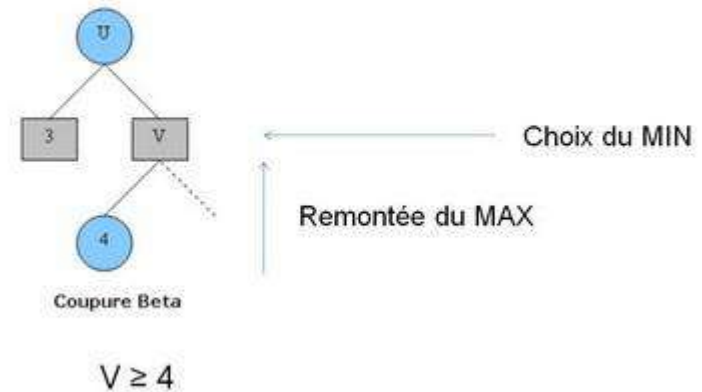 U
3
V
Choix du MIN
Remontée du MAX
4
Coupure Beta
V ≥ 4